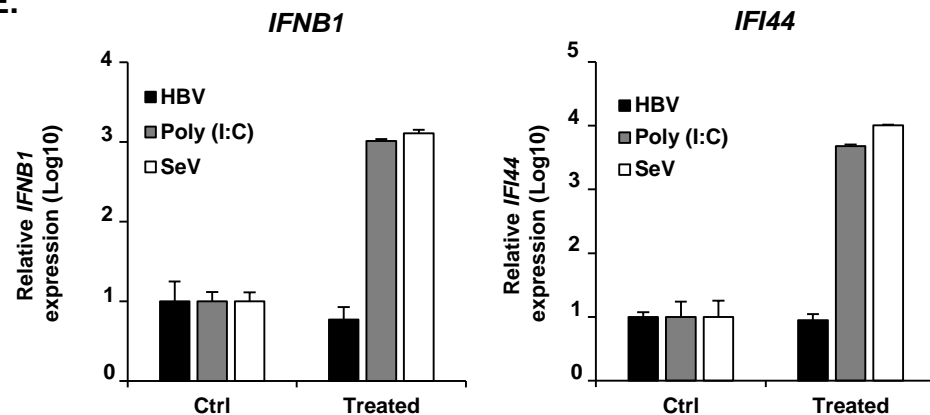 E.
IFNB1
Relative IFNB1
expression (Log10)
4
3
2
1
0
HBV
Poly (I:C)
SeV
Ctrl
Treated
IFI44
Relative IFI44
expression (Log10)
5
4
3
2
1
0
HBV
Poly (I:C)
SeV
Ctrl
Treated